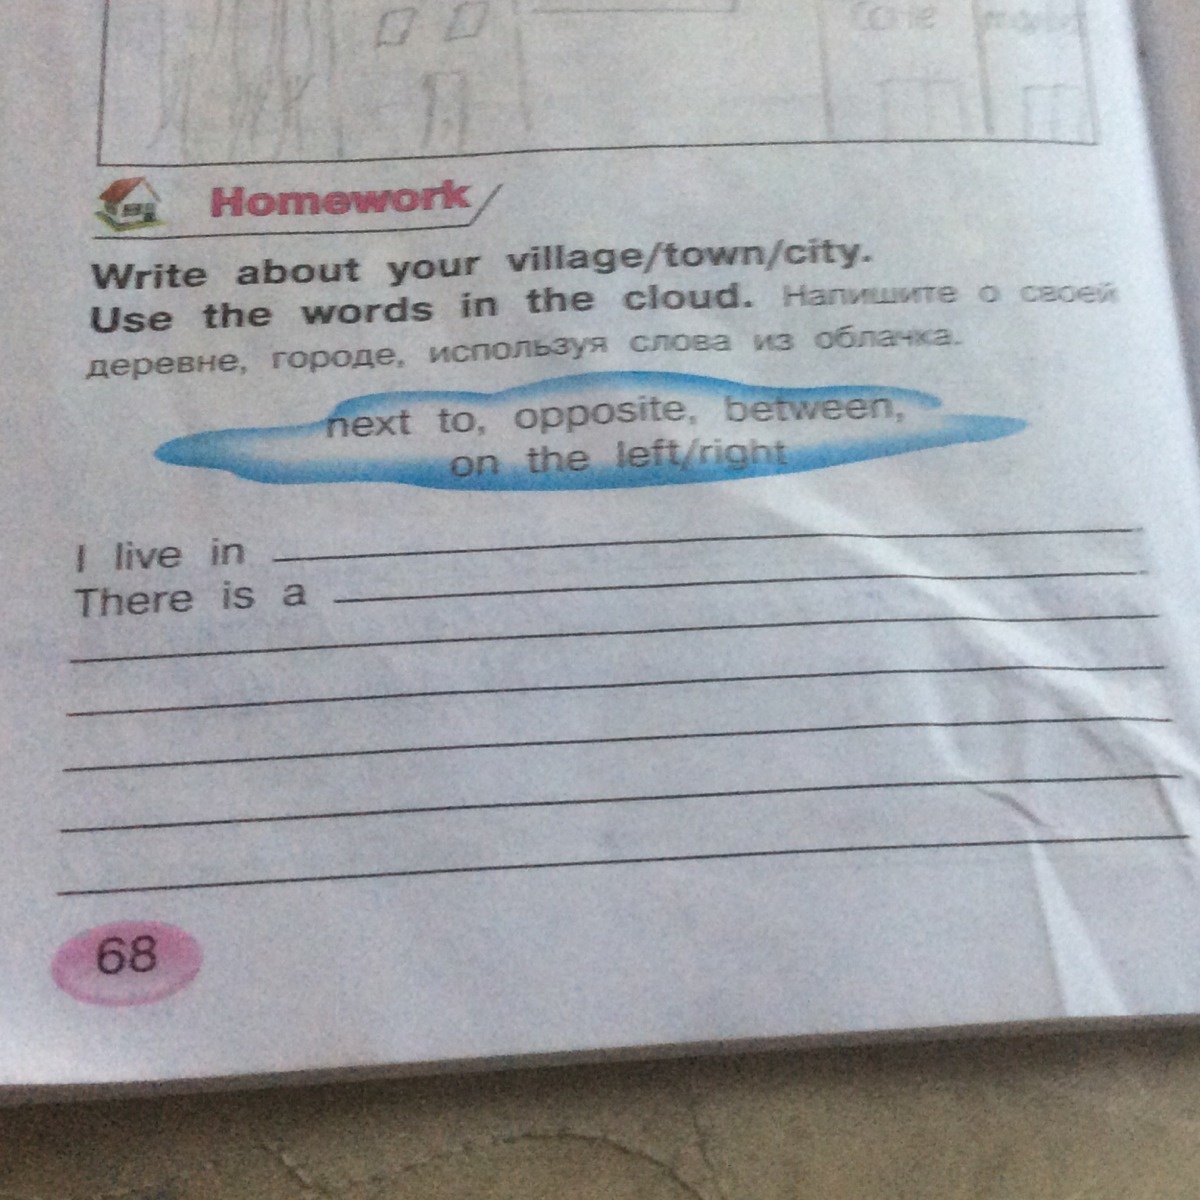 Homework
Write about your village/town/city.
Use the words in the cloud. Напишите о своей
деревне, городе, используя слова из облачка.
next to, opposite, between,
on the left/right
I live in
There is a
68